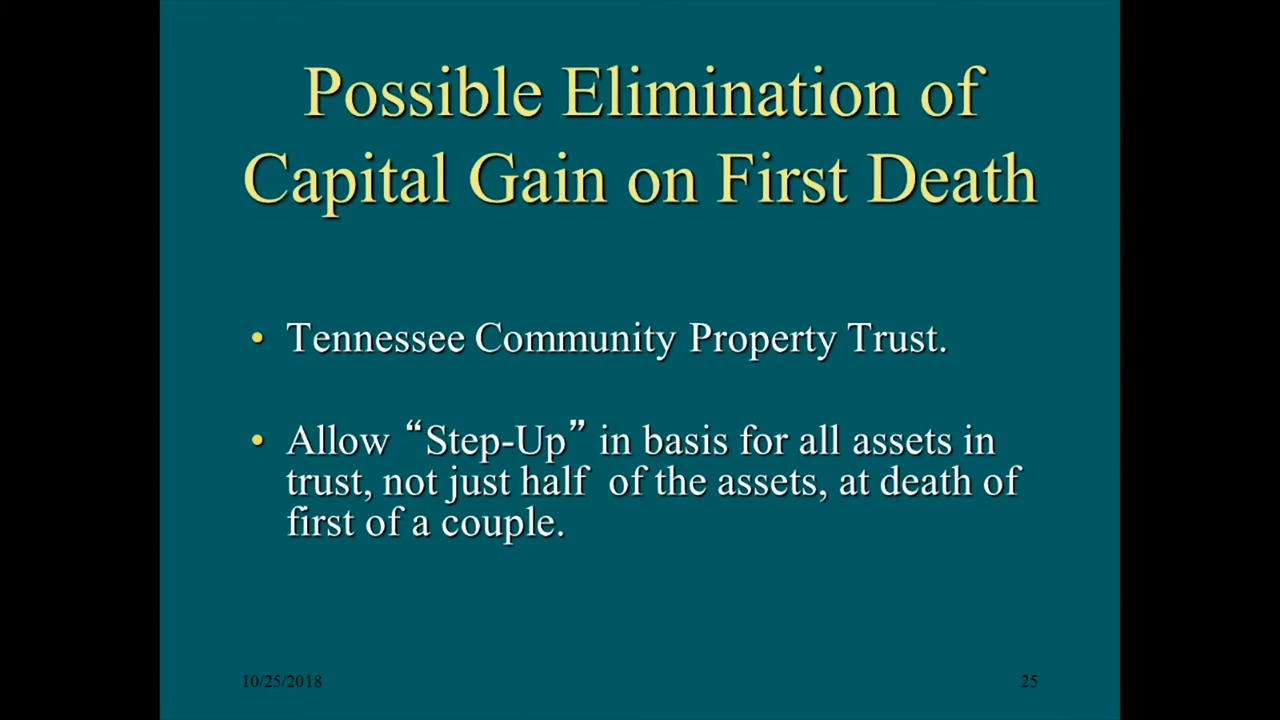 Possible Elimination of
Capital Gain on First Death
• Tennessee Community Property Trust.
• Allow “Step-Up” in basis for all assets in
trust, not just half  of the assets, at death of
first of a couple.
10/25/2018
25